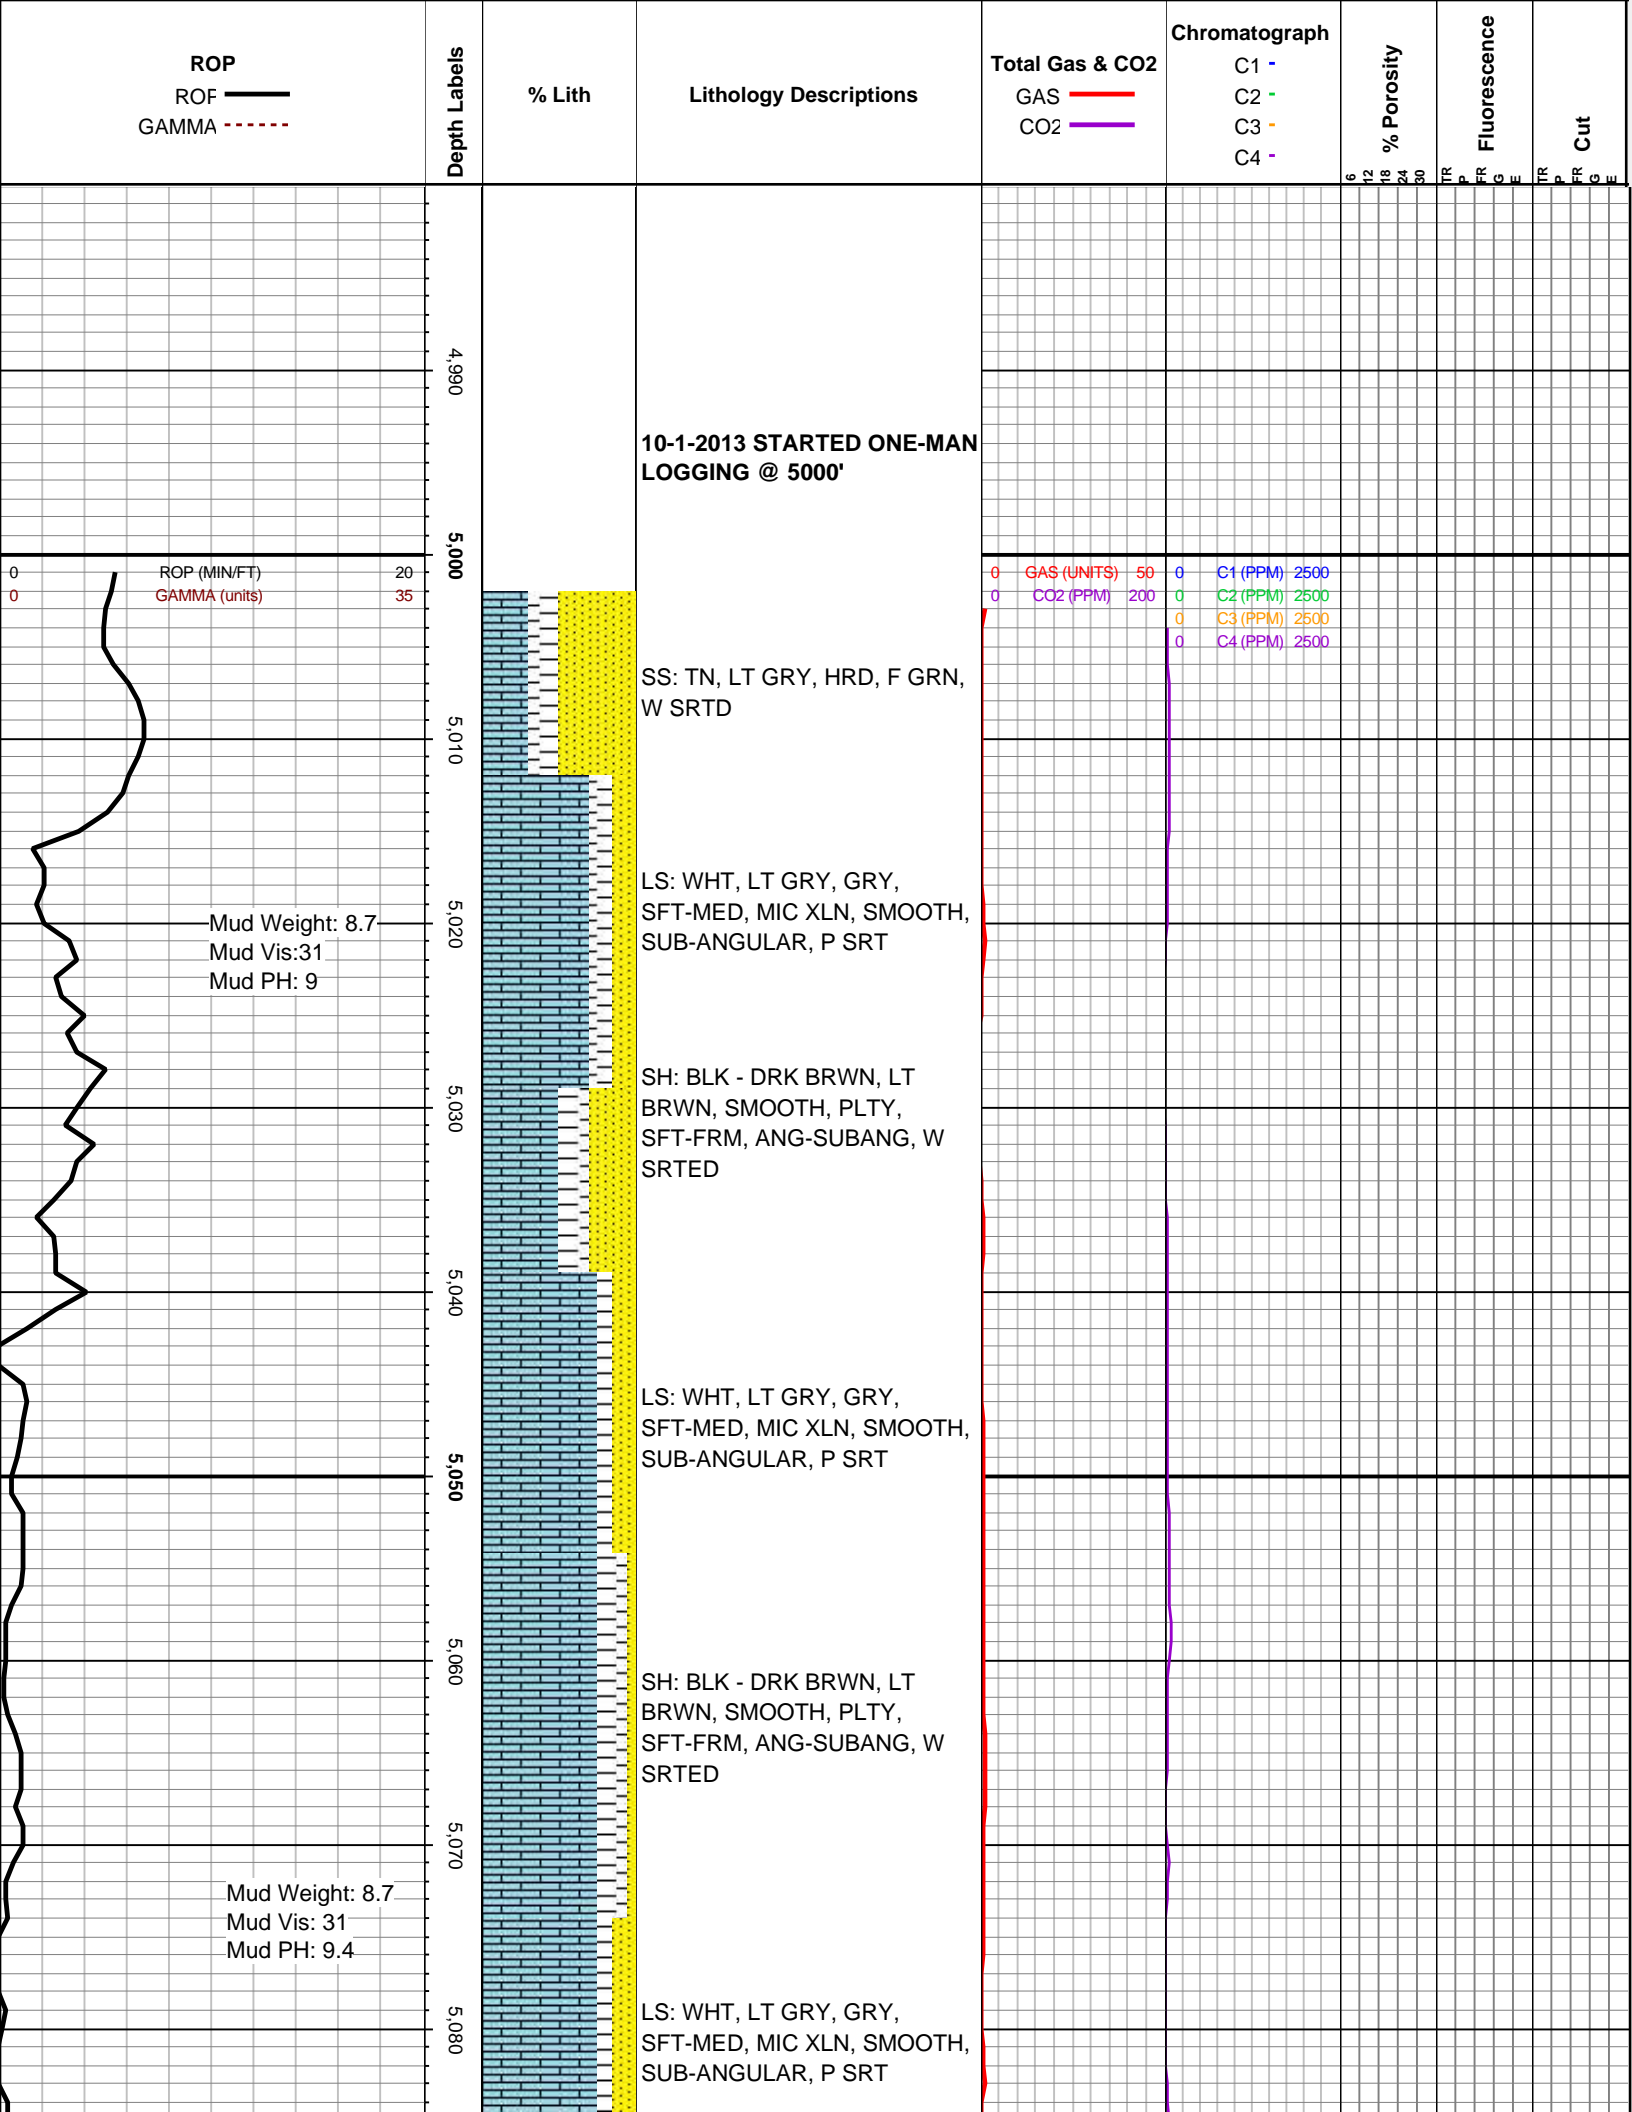 ROP
ROP
GAMMA
Depth Labels
% Lith
Lithology Descriptions
Total Gas & CO2
GAS
CO2
Chromatograph
C1
C2
C3
C4
% Porosity
6 12 18 24 30
Fluorescence
TR P FR G E
Cut
TR P FR G E
4,990
10-1-2013 STARTED ONE-MAN
LOGGING @ 5000'
5,000
0 ROP (MIN/FT) 20
0 GAMMA (units) 35
0 GAS (UNITS) 50
0 CO2 (PPM) 200
0 C1 (PPM) 2500
0 C2 (PPM) 2500
0 C3 (PPM) 2500
0 C4 (PPM) 2500
SS: TN, LT GRY, HRD, F GRN,
W SRTD
5,010
LS: WHT, LT GRY, GRY,
SFT-MED, MIC XLN, SMOOTH,
SUB-ANGULAR, P SRT
Mud Weight: 8.7
Mud Vis:31
Mud PH: 9
5,020
SH: BLK - DRK BRWN, LT
BRWN, SMOOTH, PLTY,
SFT-FRM, ANG-SUBANG, W
SRTED
5,030
5,040
LS: WHT, LT GRY, GRY,
SFT-MED, MIC XLN, SMOOTH,
SUB-ANGULAR, P SRT
5,050
5,060
SH: BLK - DRK BRWN, LT
BRWN, SMOOTH, PLTY,
SFT-FRM, ANG-SUBANG, W
SRTED
5,070
Mud Weight: 8.7
Mud Vis: 31
Mud PH: 9.4
5,080
LS: WHT, LT GRY, GRY,
SFT-MED, MIC XLN, SMOOTH,
SUB-ANGULAR, P SRT